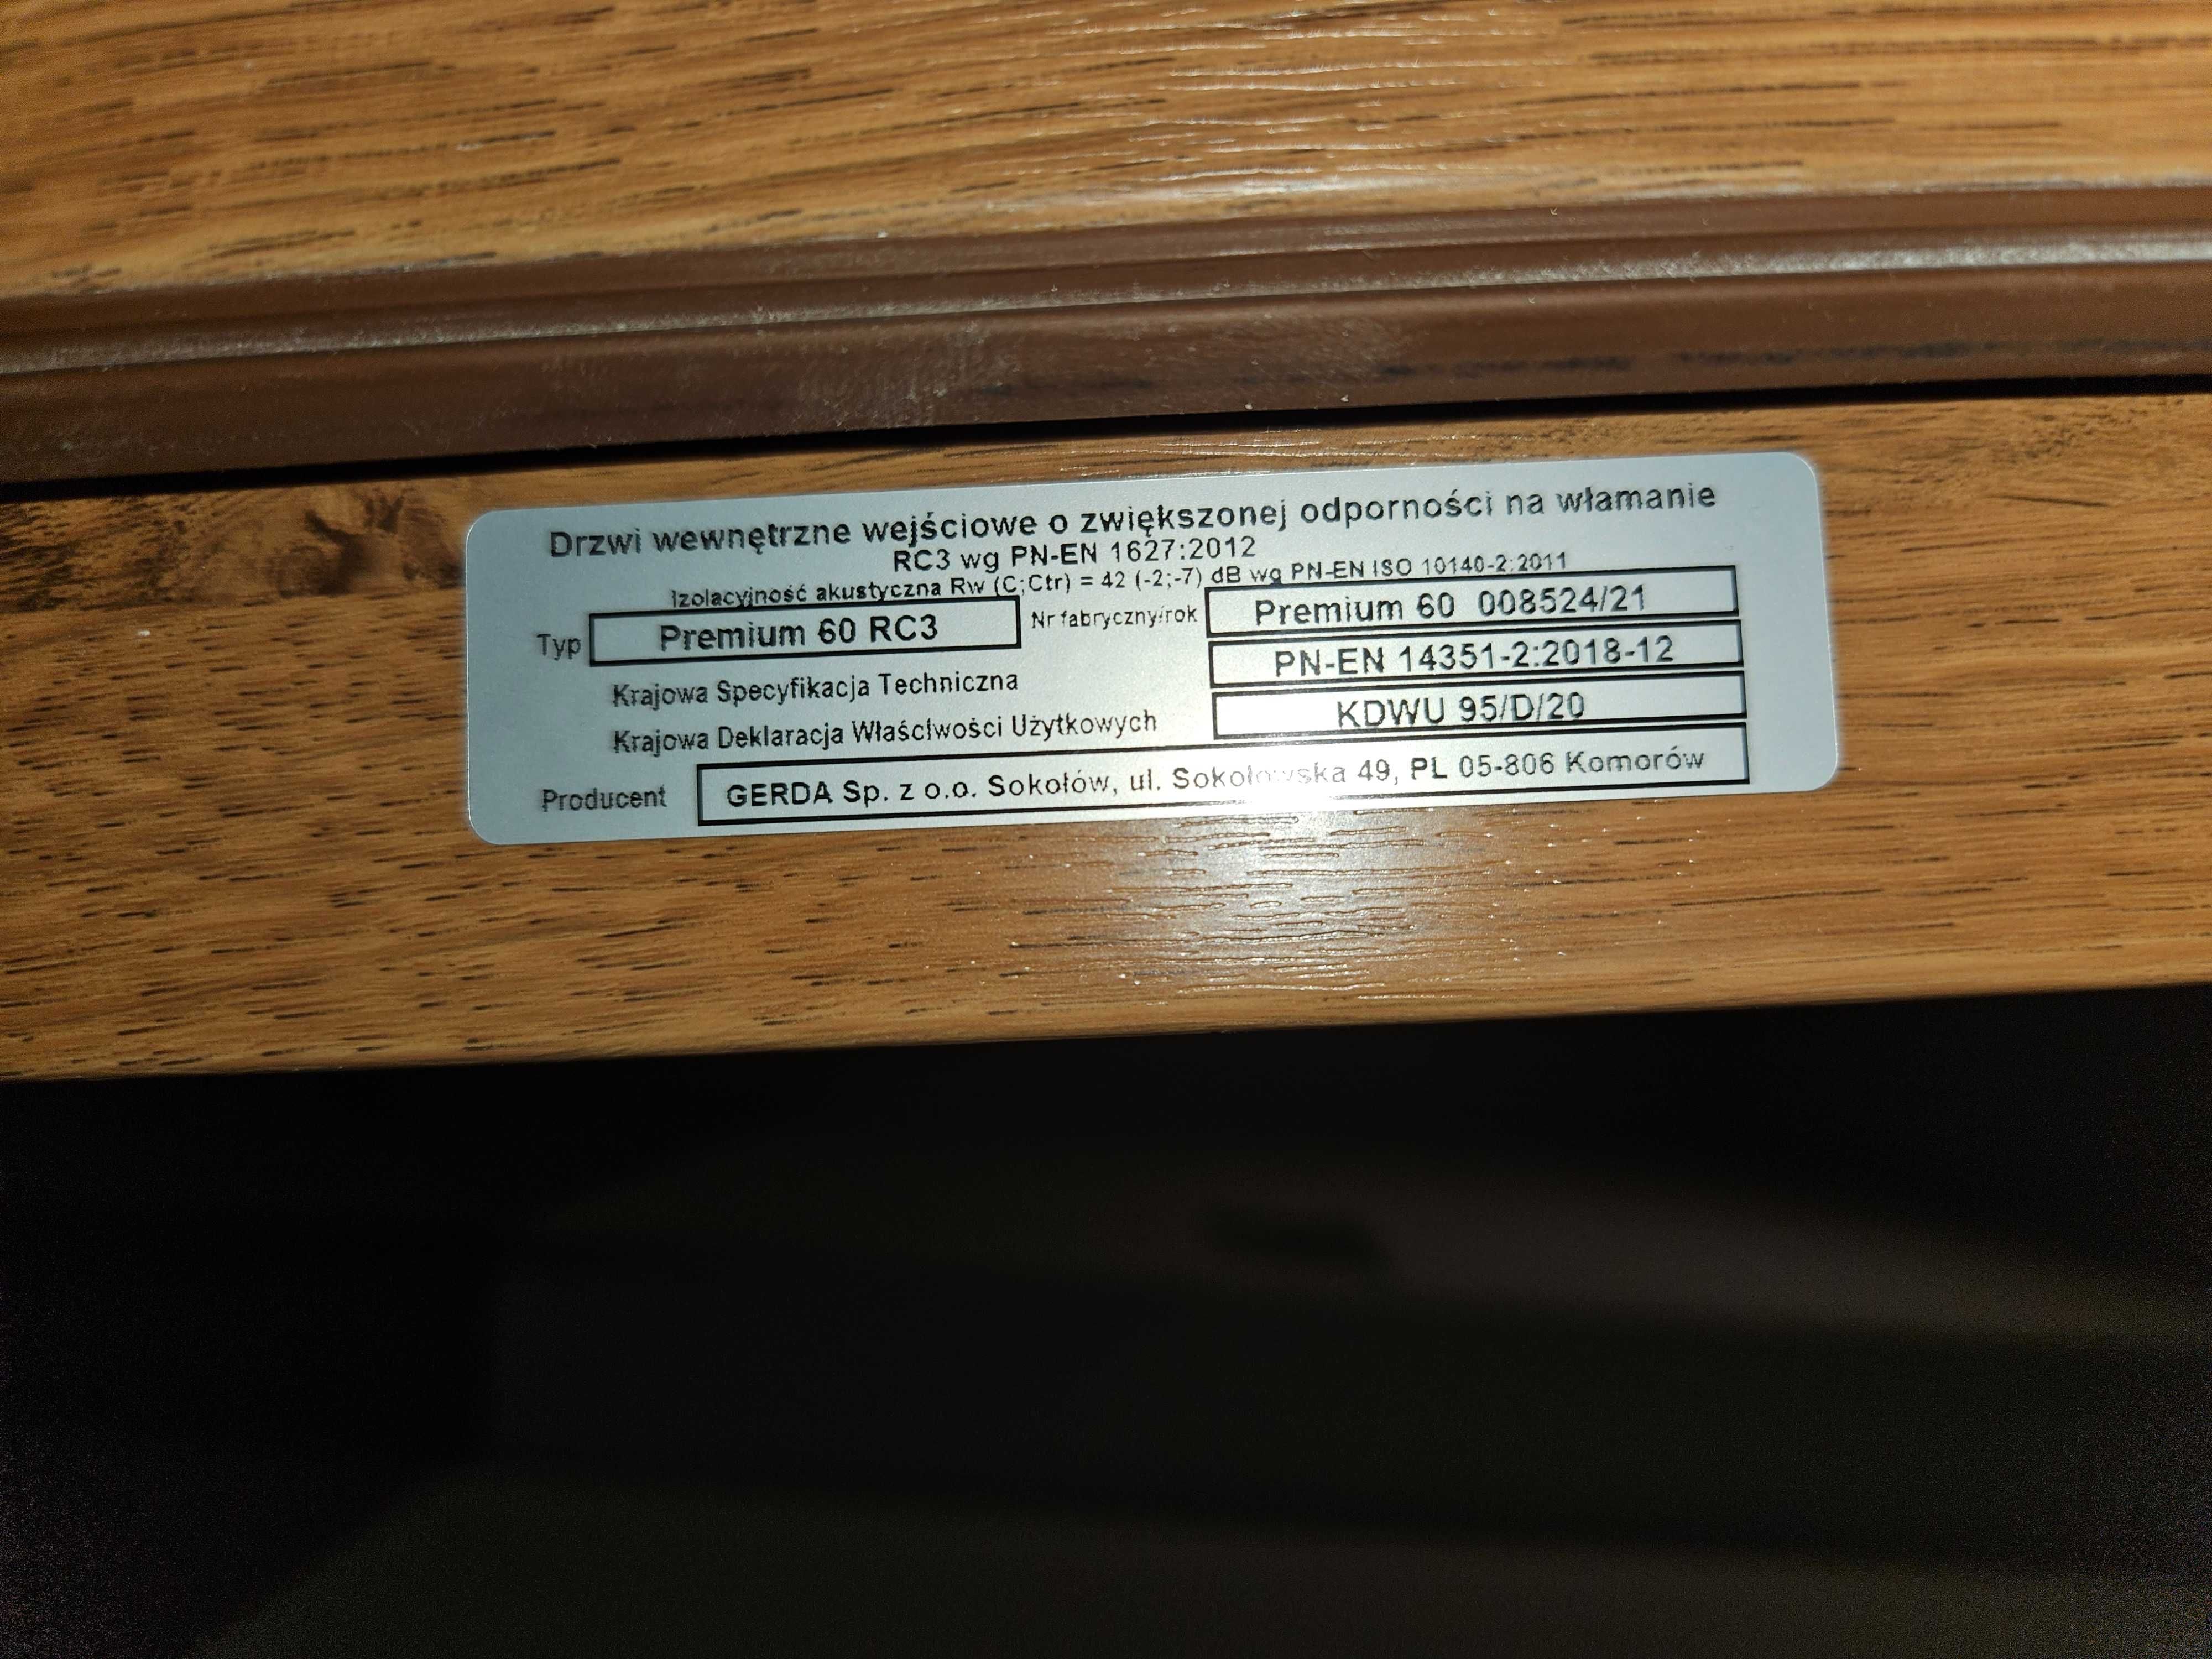 Drzwi wewnętrzne wejściowe o zwiększonej odporności na włamanie
RC3 wg PN-EN 1627:2012
Izolacyjność akustyczna Rw (C;Ctr) = 42 (-2;-7) dB wg PN-EN ISO 10140-2:2011
Typ Premium 60 RC3 Nr fabryczny/rok Premium 60 008524/21
Krajowa Specyfikacja Techniczna PN-EN 14351-2:2018-12
Krajowa Deklaracja Właściwości Użytkowych KDWU 95/D/20
Producent GERDA Sp. z o.o. Sokołów, ul. Sokołowska 49, PL 05-806 Komorów